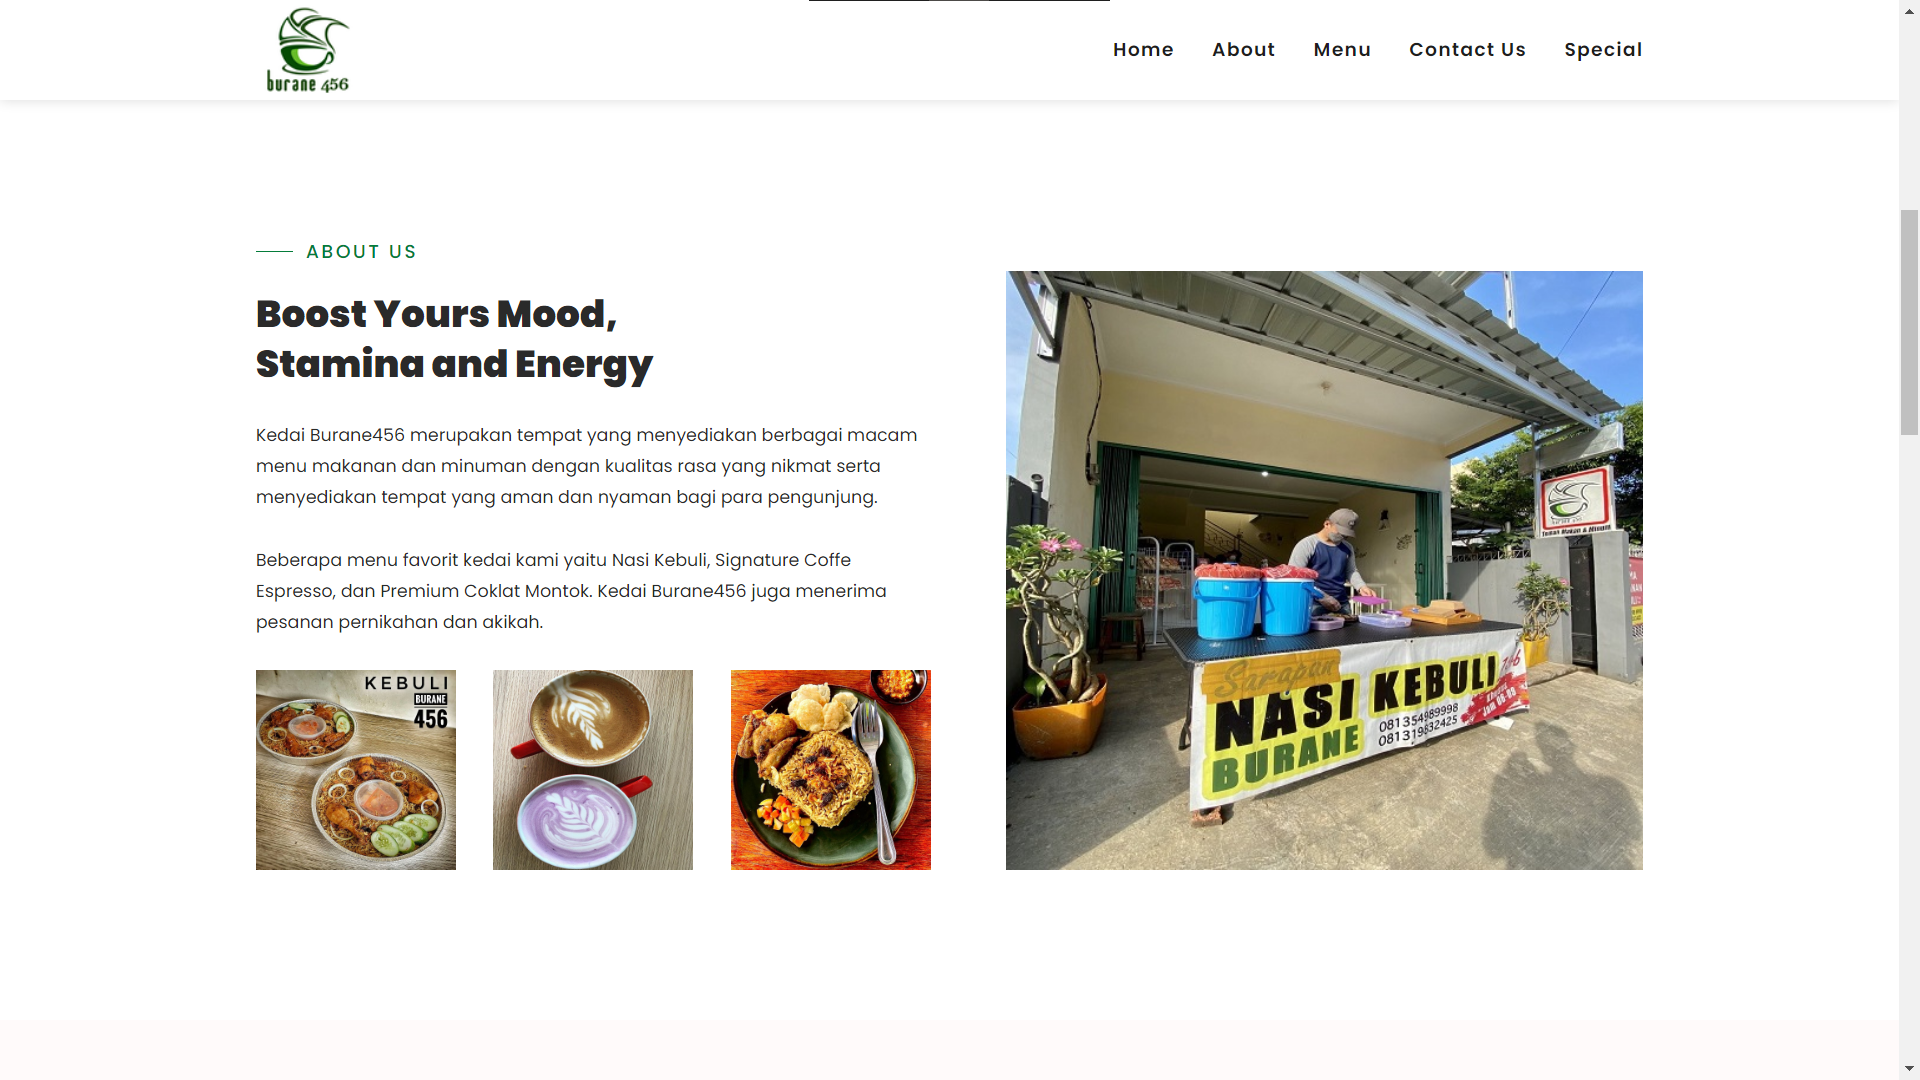 burane 456
Home About Menu Contact Us Special
ABOUT US
Boost Yours Mood,
Stamina and Energy
Kedai Burane456 merupakan tempat yang menyediakan berbagai macam
menu makanan dan minuman dengan kualitas rasa yang nikmat serta
menyediakan tempat yang aman dan nyaman bagi para pengunjung.
Beberapa menu favorit kedai kami yaitu Nasi Kebuli, Signature Coffe
Espresso, dan Premium Coklat Montok. Kedai Burane456 juga menerima
pesanan pernikahan dan akikah.
KEBULI
BURANE
456
Teman Makan & Minum
Sarapan
NASI KEBULI
BURANE
081354989998
081319832425